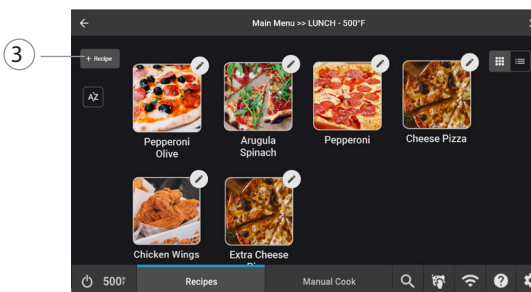 Main Menu >> LUNCH - 500°F
3
+ Recipe
AZ
Pepperoni
Olive
Arugula
Spinach
Pepperoni
Cheese Pizza
Chicken Wings
Extra Cheese
500°F
Recipes
Manual Cook
?